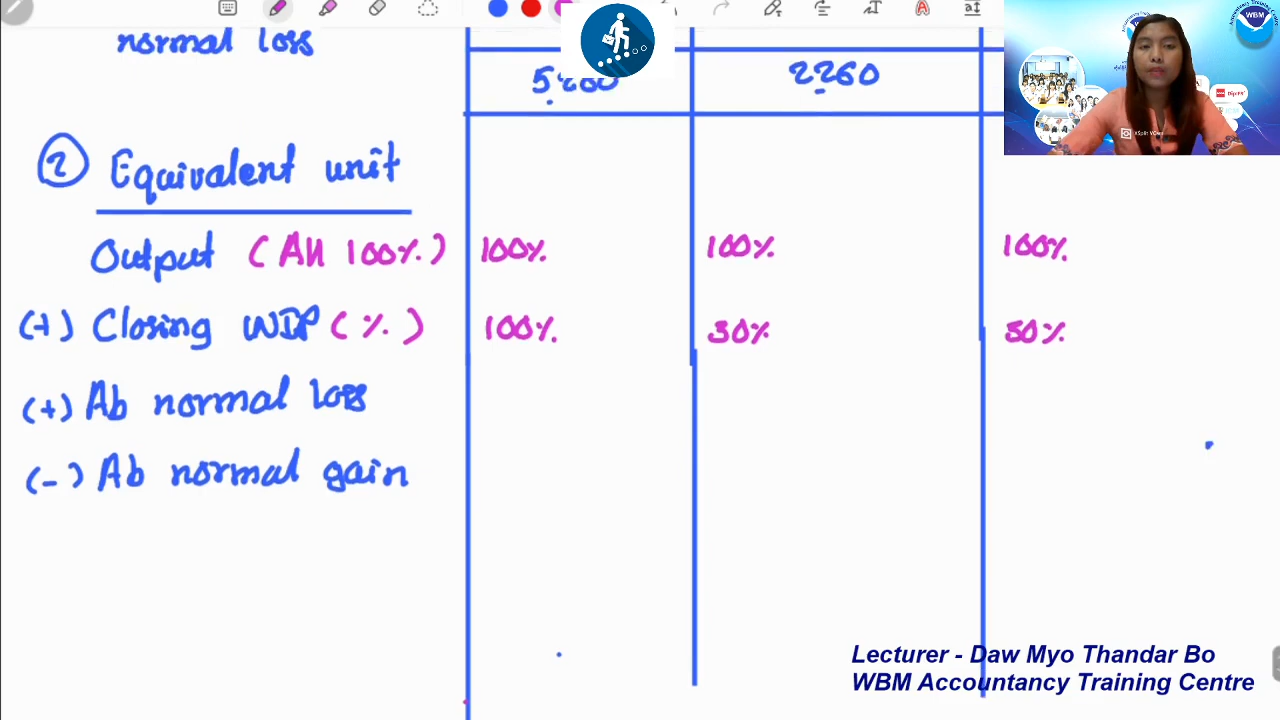 WBM
normal loss
2260
② Equivalent unit
Output (All 100%) 100% 100% 100%
(+) Closing WIP (%) 100% 30% 50%
(+) Ab normal loss
(-) Ab normal gain
Lecturer - Daw Myo Thandar Bo
WBM Accountancy Training Centre